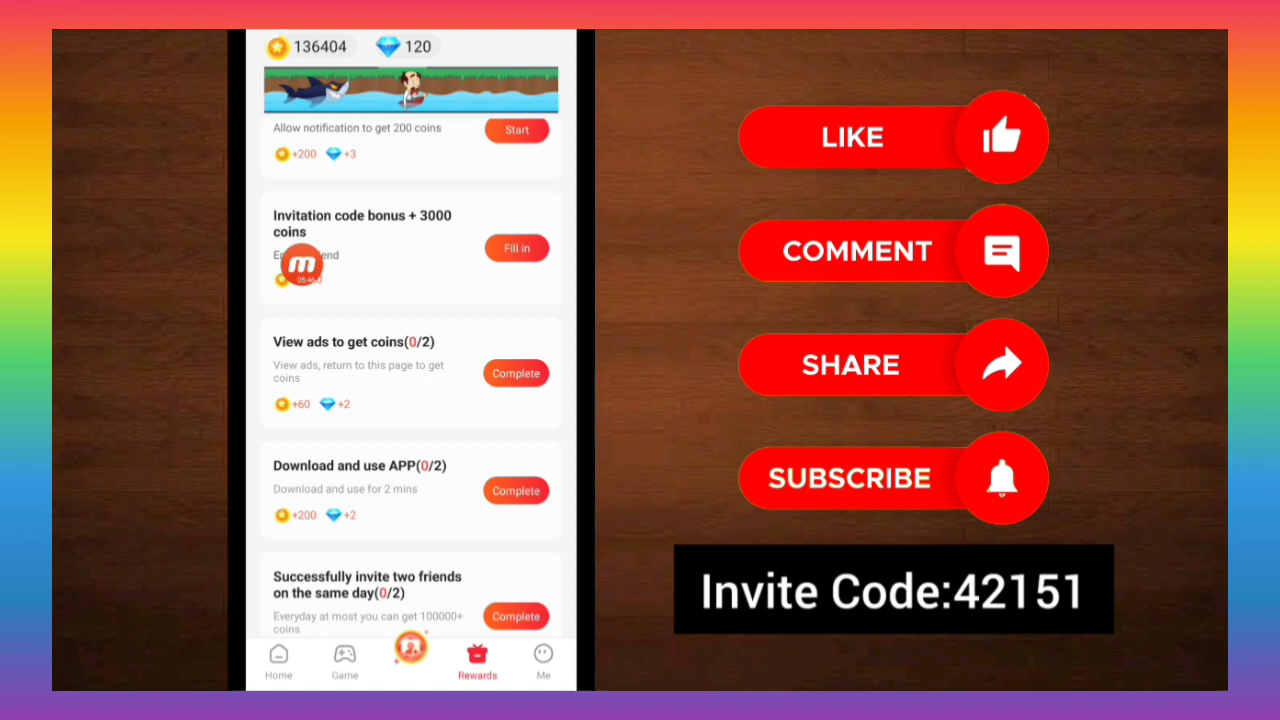 136404
120
Allow notification to get 200 coins
Start
+200
+3
Invitation code bonus + 3000
coins
Fill in
View ads to get coins(0/2)
View ads, return to this page to get
coins
Complete
+60
+2
Download and use APP(0/2)
Download and use for 2 mins
Complete
+200
+2
Successfully invite two friends
on the same day(0/2)
Everyday at most you can get 100000+
coins
Complete
Home
Game
Rewards
Me
LIKE
COMMENT
SHARE
SUBSCRIBE
Invite Code:42151